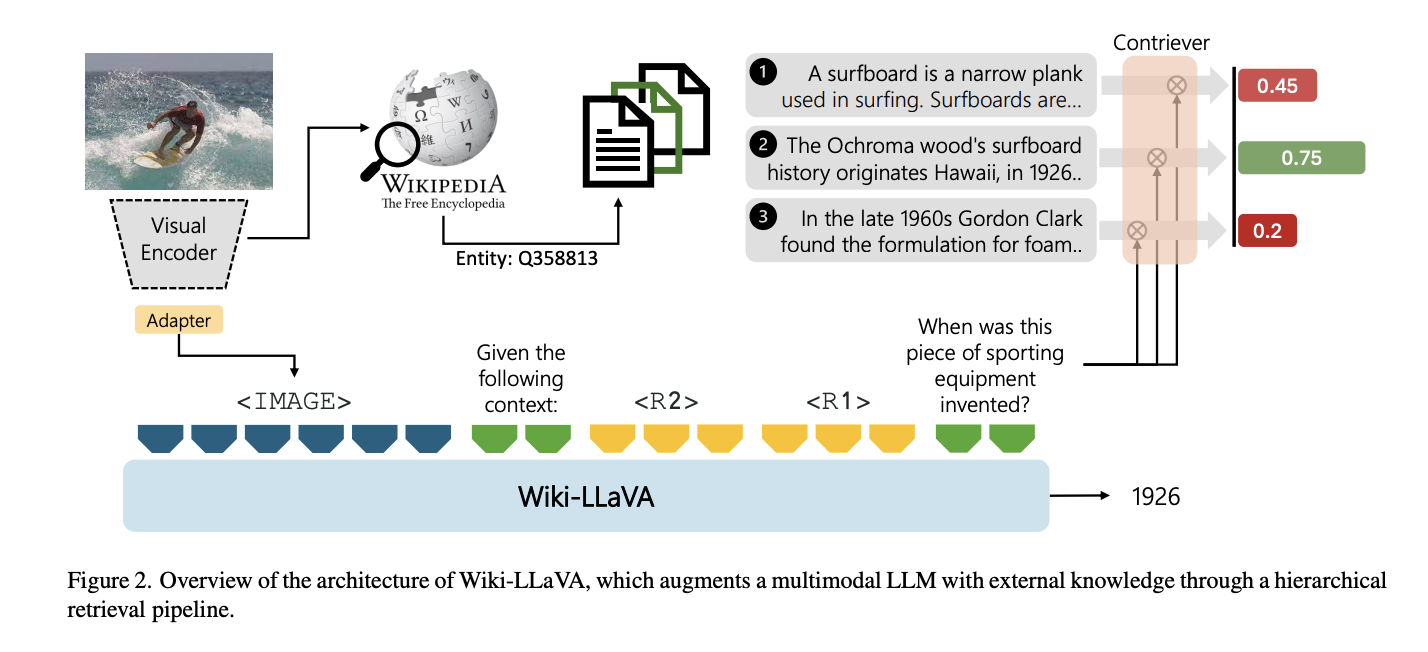 Contriever
1 A surfboard is a narrow plank
used in surfing. Surfboards are...
0.45
2 The Ochroma wood's surfboard
history originates Hawaii, in 1926..
0.75
3 In the late 1960s Gordon Clark
found the formulation for foam..
0.2
Ω W И 維 7
WIKIPEDIA
The Free Encyclopedia
Visual
Encoder
Entity: Q358813
Adapter
<IMAGE>
Given the
following
context:
<R2>
<R1>
When was this
piece of sporting
equipment
invented?
Wiki-LLaVA
1926
Figure 2. Overview of the architecture of Wiki-LLaVA, which augments a multimodal LLM with external knowledge through a hierarchical
retrieval pipeline.